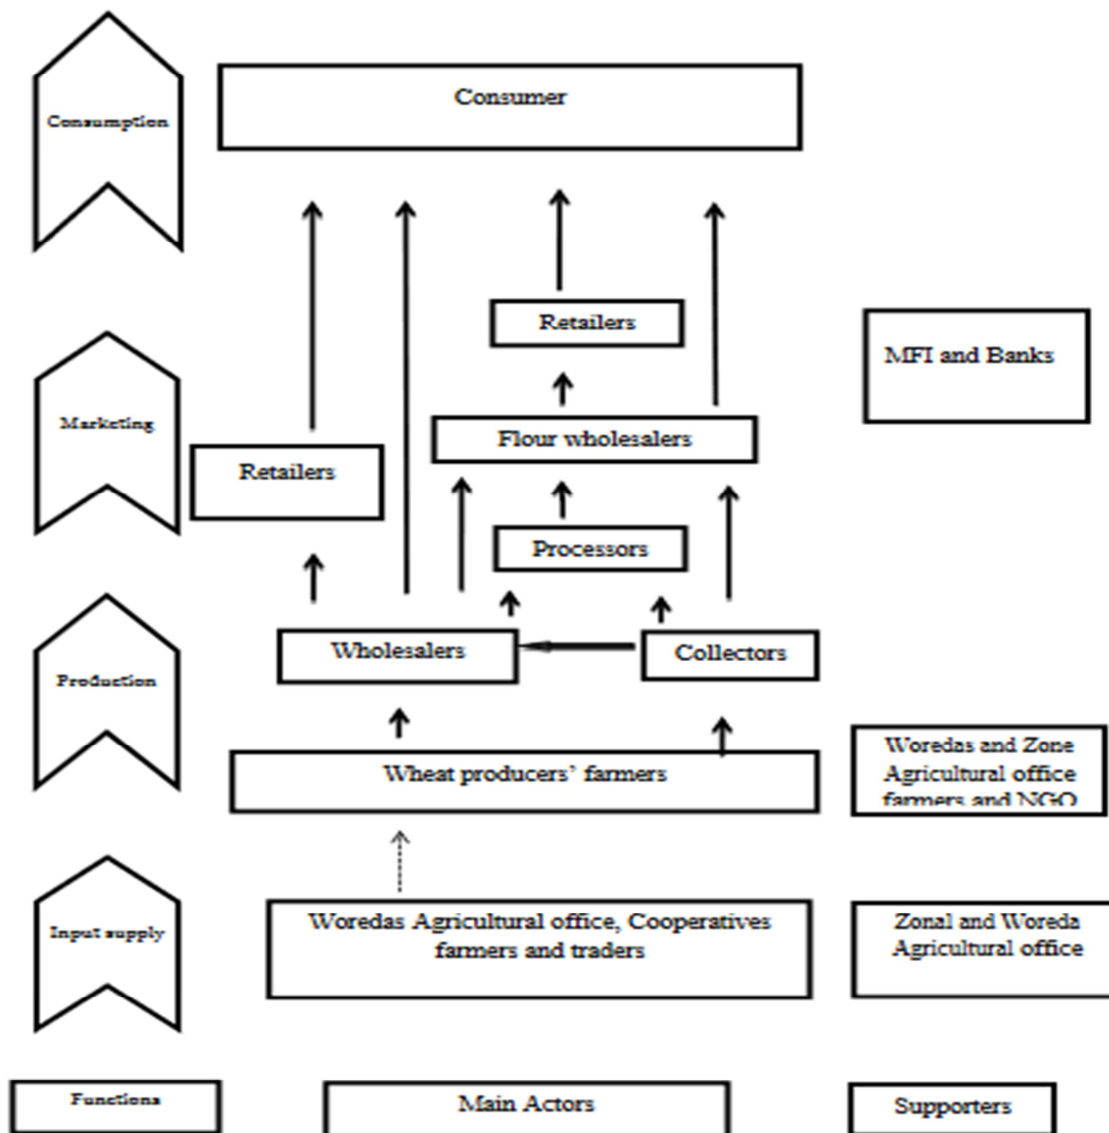 Consumption
Consumer
Retailers
MFI and Banks
Marketing
Flour wholesalers
Retailers
Processors
Wholesalers
Collectors
Production
Wheat producers’ farmers
Woredas and Zone
Agricultural office
farmers and NGO
Input supply
Woredas Agricultural office, Cooperatives
farmers and traders
Zonal and Woreda
Agricultural office
Functions
Main Actors
Supporters